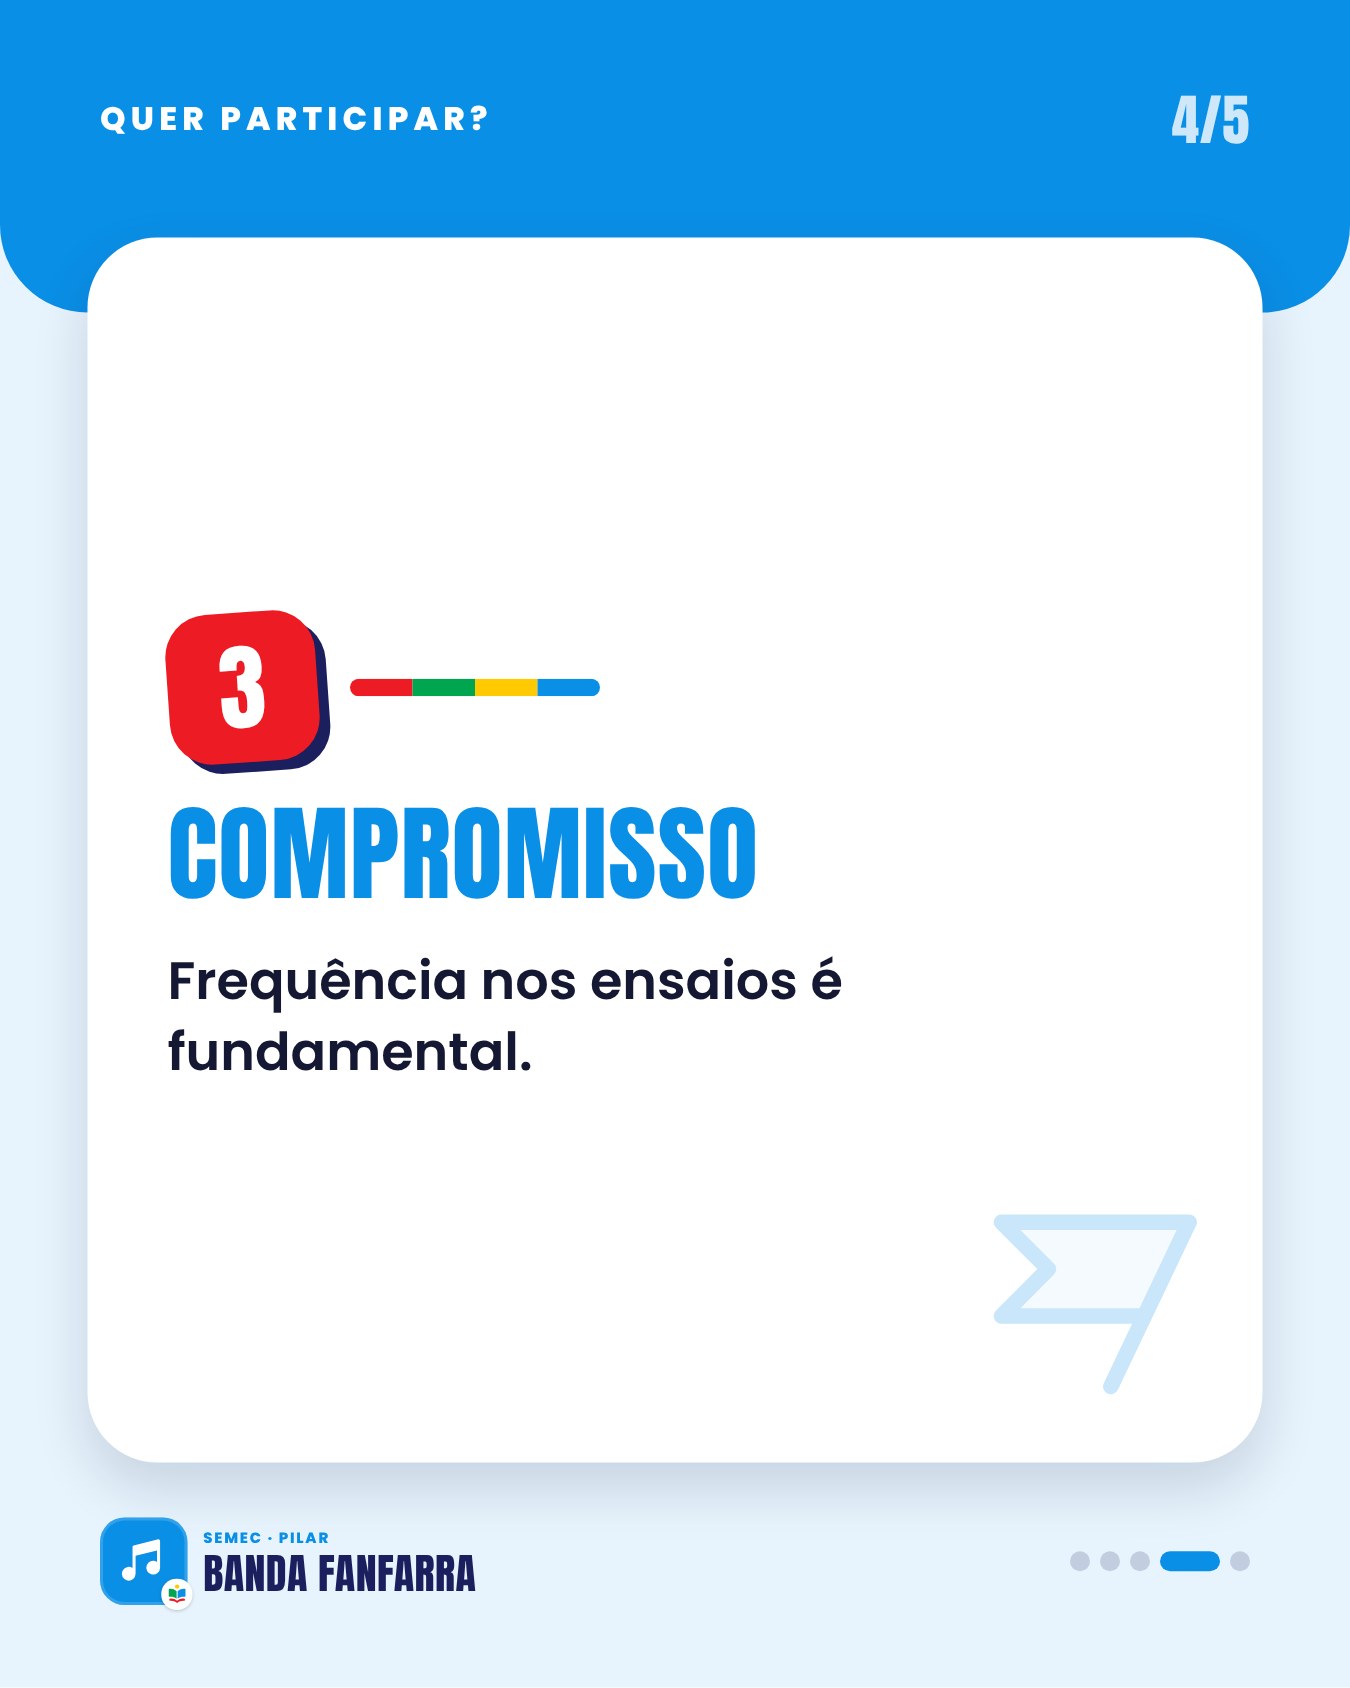 QUER PARTICIPAR?
4/5
3
COMPROMISSO
Frequência nos ensaios é
fundamental.
SEMEC · PILAR
BANDA FANFARRA